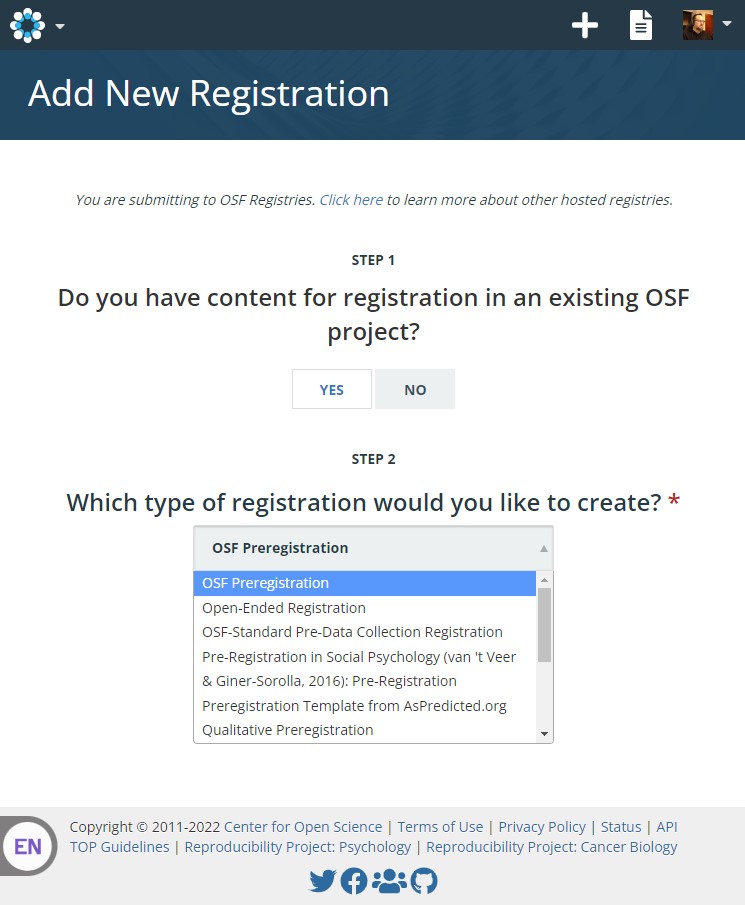 Add New Registration
You are submitting to OSF Registries. Click here to learn more about other hosted registries.
STEP 1
Do you have content for registration in an existing OSF
project?
YES NO
STEP 2
Which type of registration would you like to create? *
OSF Preregistration
OSF Preregistration
Open-Ended Registration
OSF-Standard Pre-Data Collection Registration
Pre-Registration in Social Psychology (van 't Veer
& Giner-Sorolla, 2016): Pre-Registration
Preregistration Template from AsPredicted.org
Qualitative Preregistration
Copyright © 2011-2022 Center for Open Science | Terms of Use | Privacy Policy | Status | API
TOP Guidelines | Reproducibility Project: Psychology | Reproducibility Project: Cancer Biology
EN